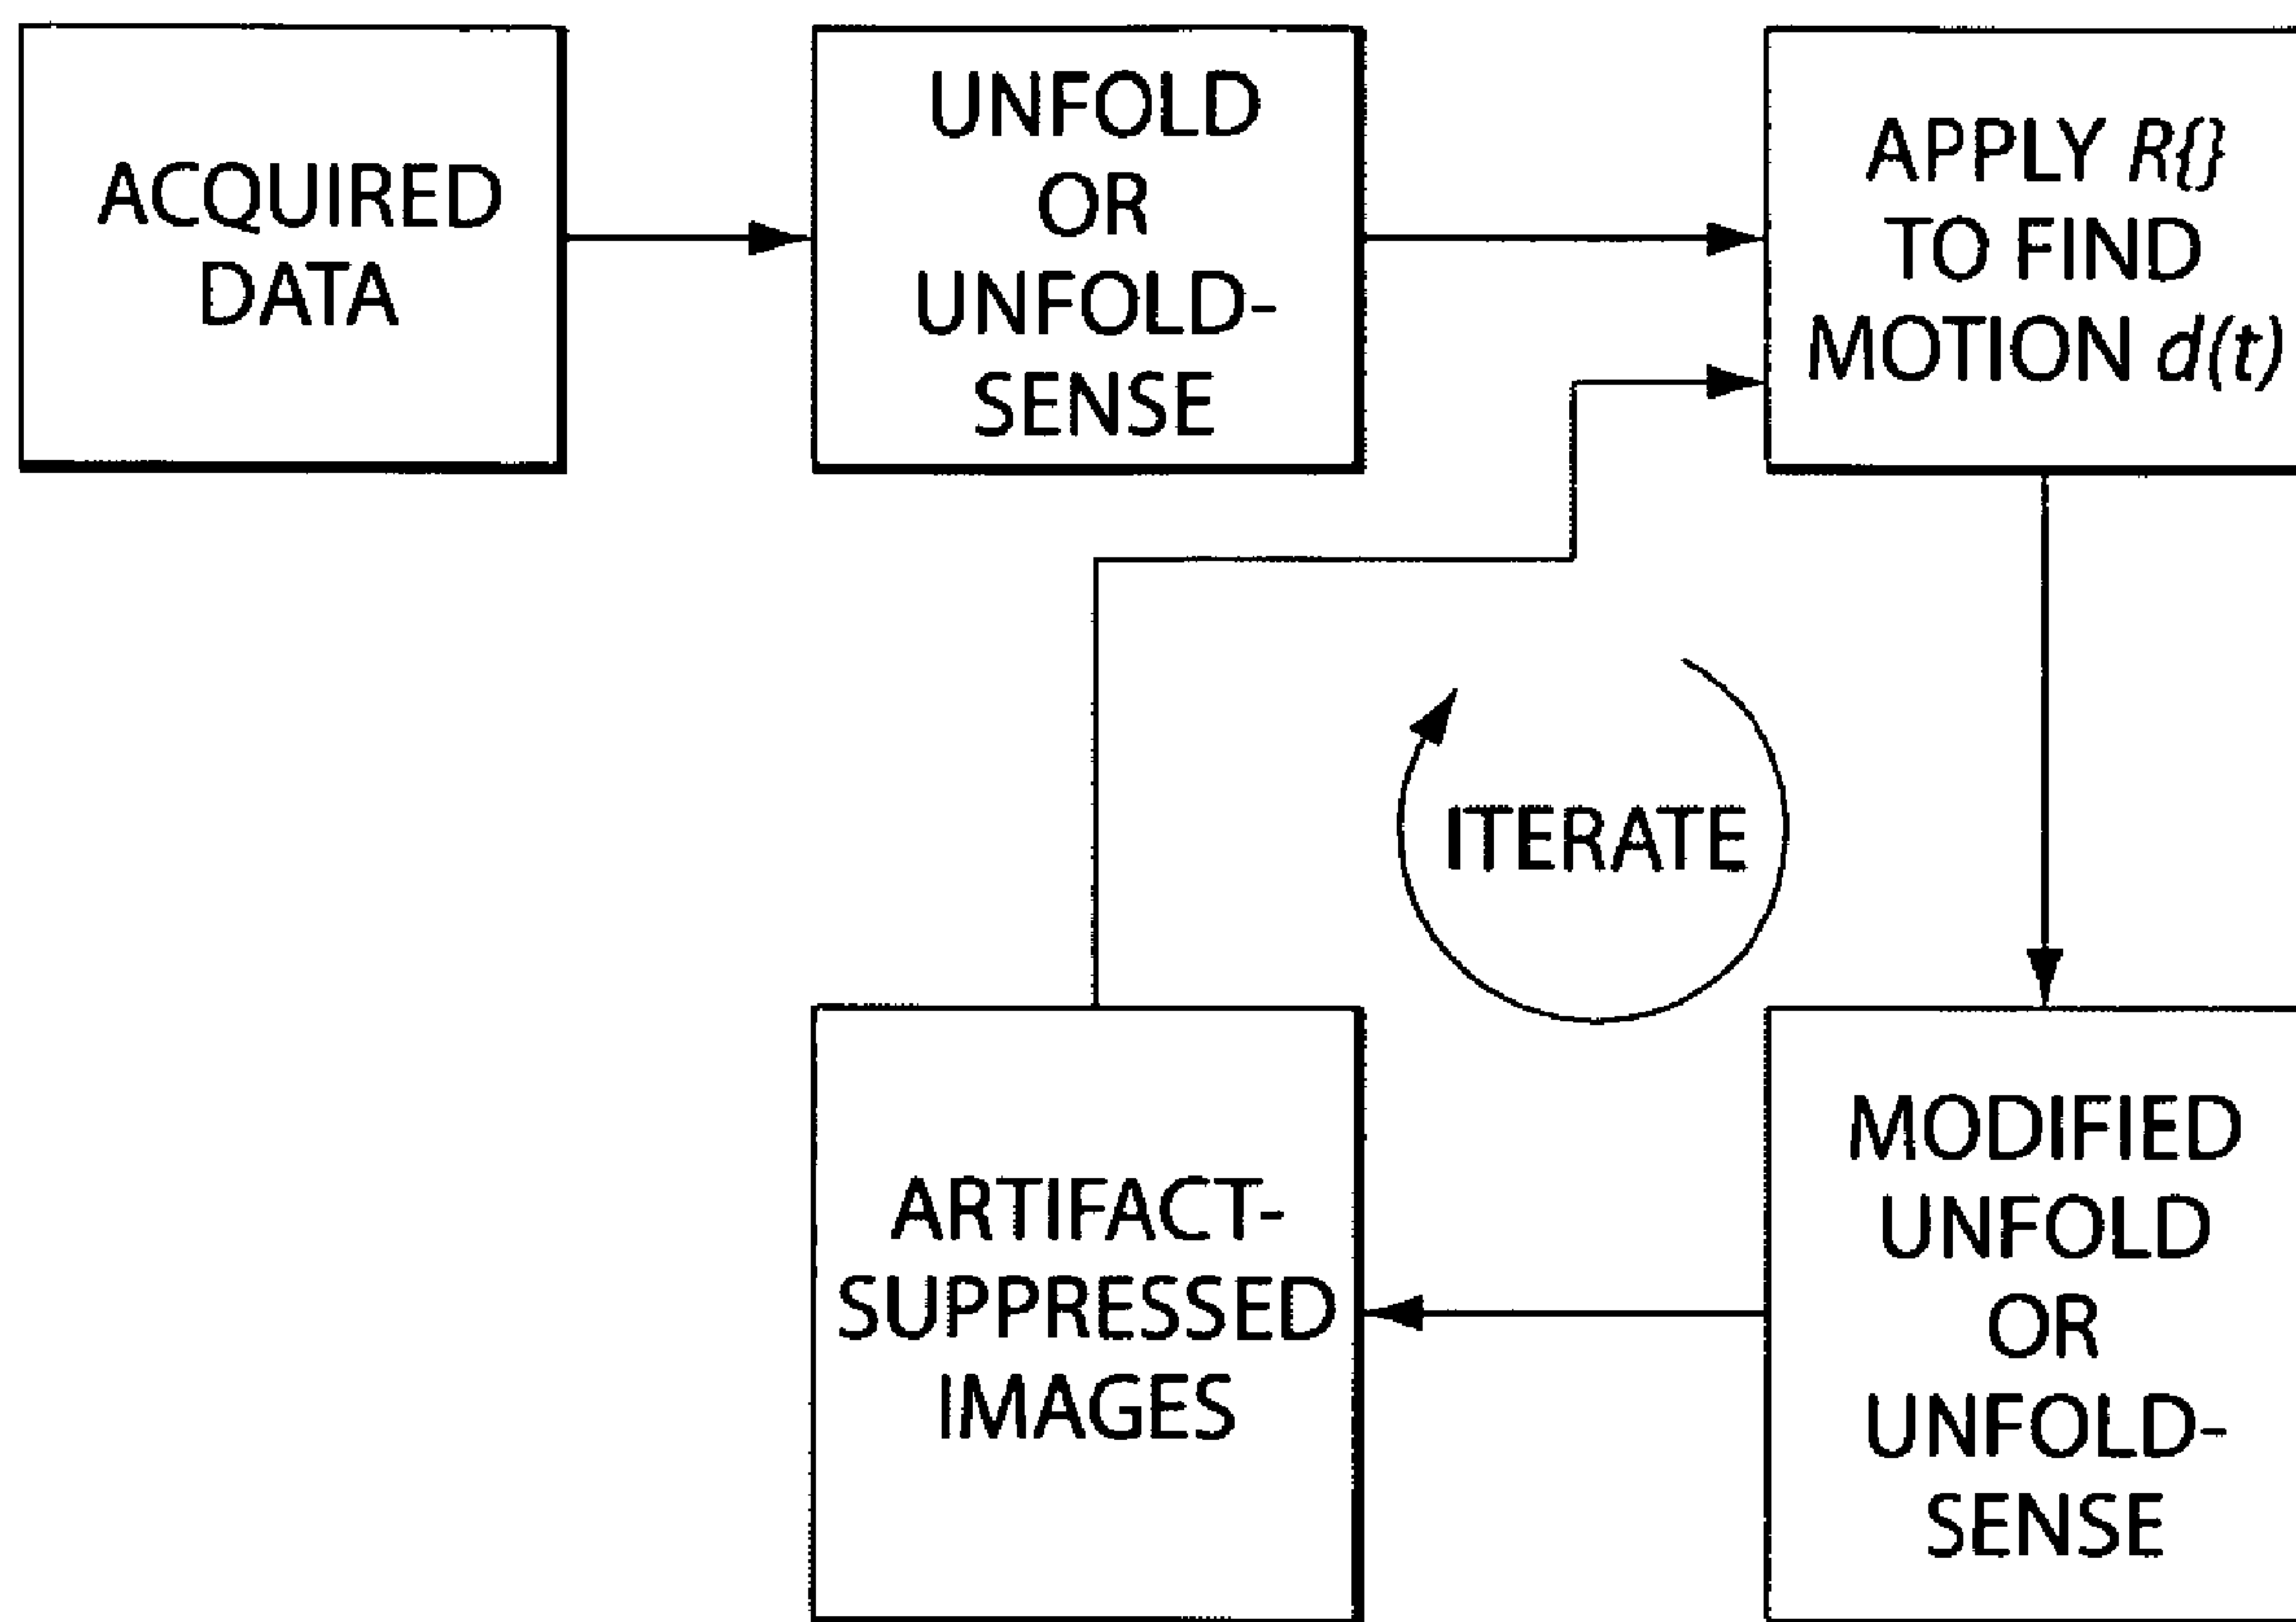 ACQUIRED
DATA
UNFOLD
OR
UNFOLD-
SENSE
APPLY R{}
TO FIND
MOTION d(t)
ITERATE
MODIFIED
UNFOLD
OR
UNFOLD-
SENSE
ARTIFACT-
SUPPRESSED
IMAGES